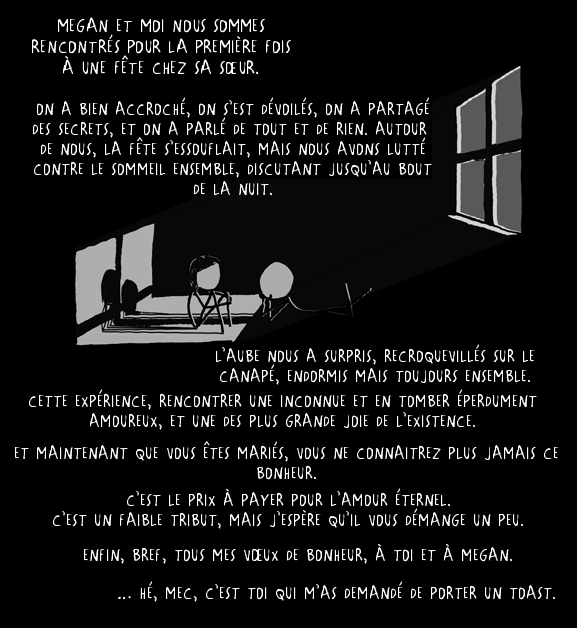 MEGAN ET MOI NOUS SOMMES
RENCONTRÉS POUR LA PREMIÈRE FOIS
À UNE FÊTE CHEZ SA SŒUR.
ON A BIEN ACCROCHÉ, ON S'EST DÉVOILÉS, ON A PARTAGÉ
DES SECRETS, ET ON A PARLÉ DE TOUT ET DE RIEN. AUTOUR
DE NOUS, LA FÊTE S'ESSOUFLAIT, MAIS NOUS AVONS LUTTÉ
CONTRE LE SOMMEIL ENSEMBLE, DISCUTANT JUSQU'AU BOUT
DE LA NUIT.
L'AUBE NOUS A SURPRIS, RECROQUEVILLÉS SUR LE
CANAPÉ, ENDORMIS MAIS TOUJOURS ENSEMBLE.
CETTE EXPÉRIENCE, RENCONTRER UNE INCONNUE ET EN TOMBER ÉPERDUMENT
AMOUREUX, ET UNE DES PLUS GRANDE JOIE DE L'EXISTENCE.
ET MAINTENANT QUE VOUS ÊTES MARIÉS, VOUS NE CONNAITREZ PLUS JAMAIS CE
BONHEUR.
C'EST LE PRIX À PAYER POUR L'AMOUR ÉTERNEL.
C'EST UN FAIBLE TRIBUT, MAIS J'ESPÈRE QU'IL VOUS DÉMANGE UN PEU.
ENFIN, BREF, TOUS MES VŒUX DE BONHEUR, À TOI ET À MEGAN.
... HÉ, MEC, C'EST TOI QUI M'AS DEMANDÉ DE PORTER UN TOAST.